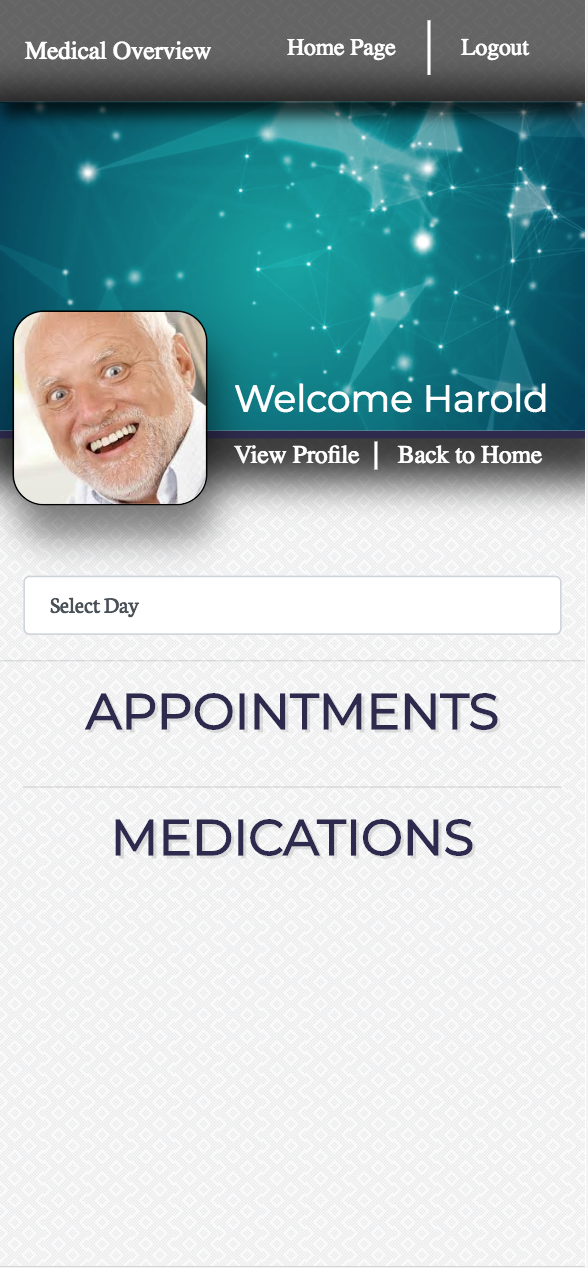 Medical Overview Home Page Logout
Welcome Harold
View Profile Back to Home
Select Day
APPOINTMENTS
MEDICATIONS